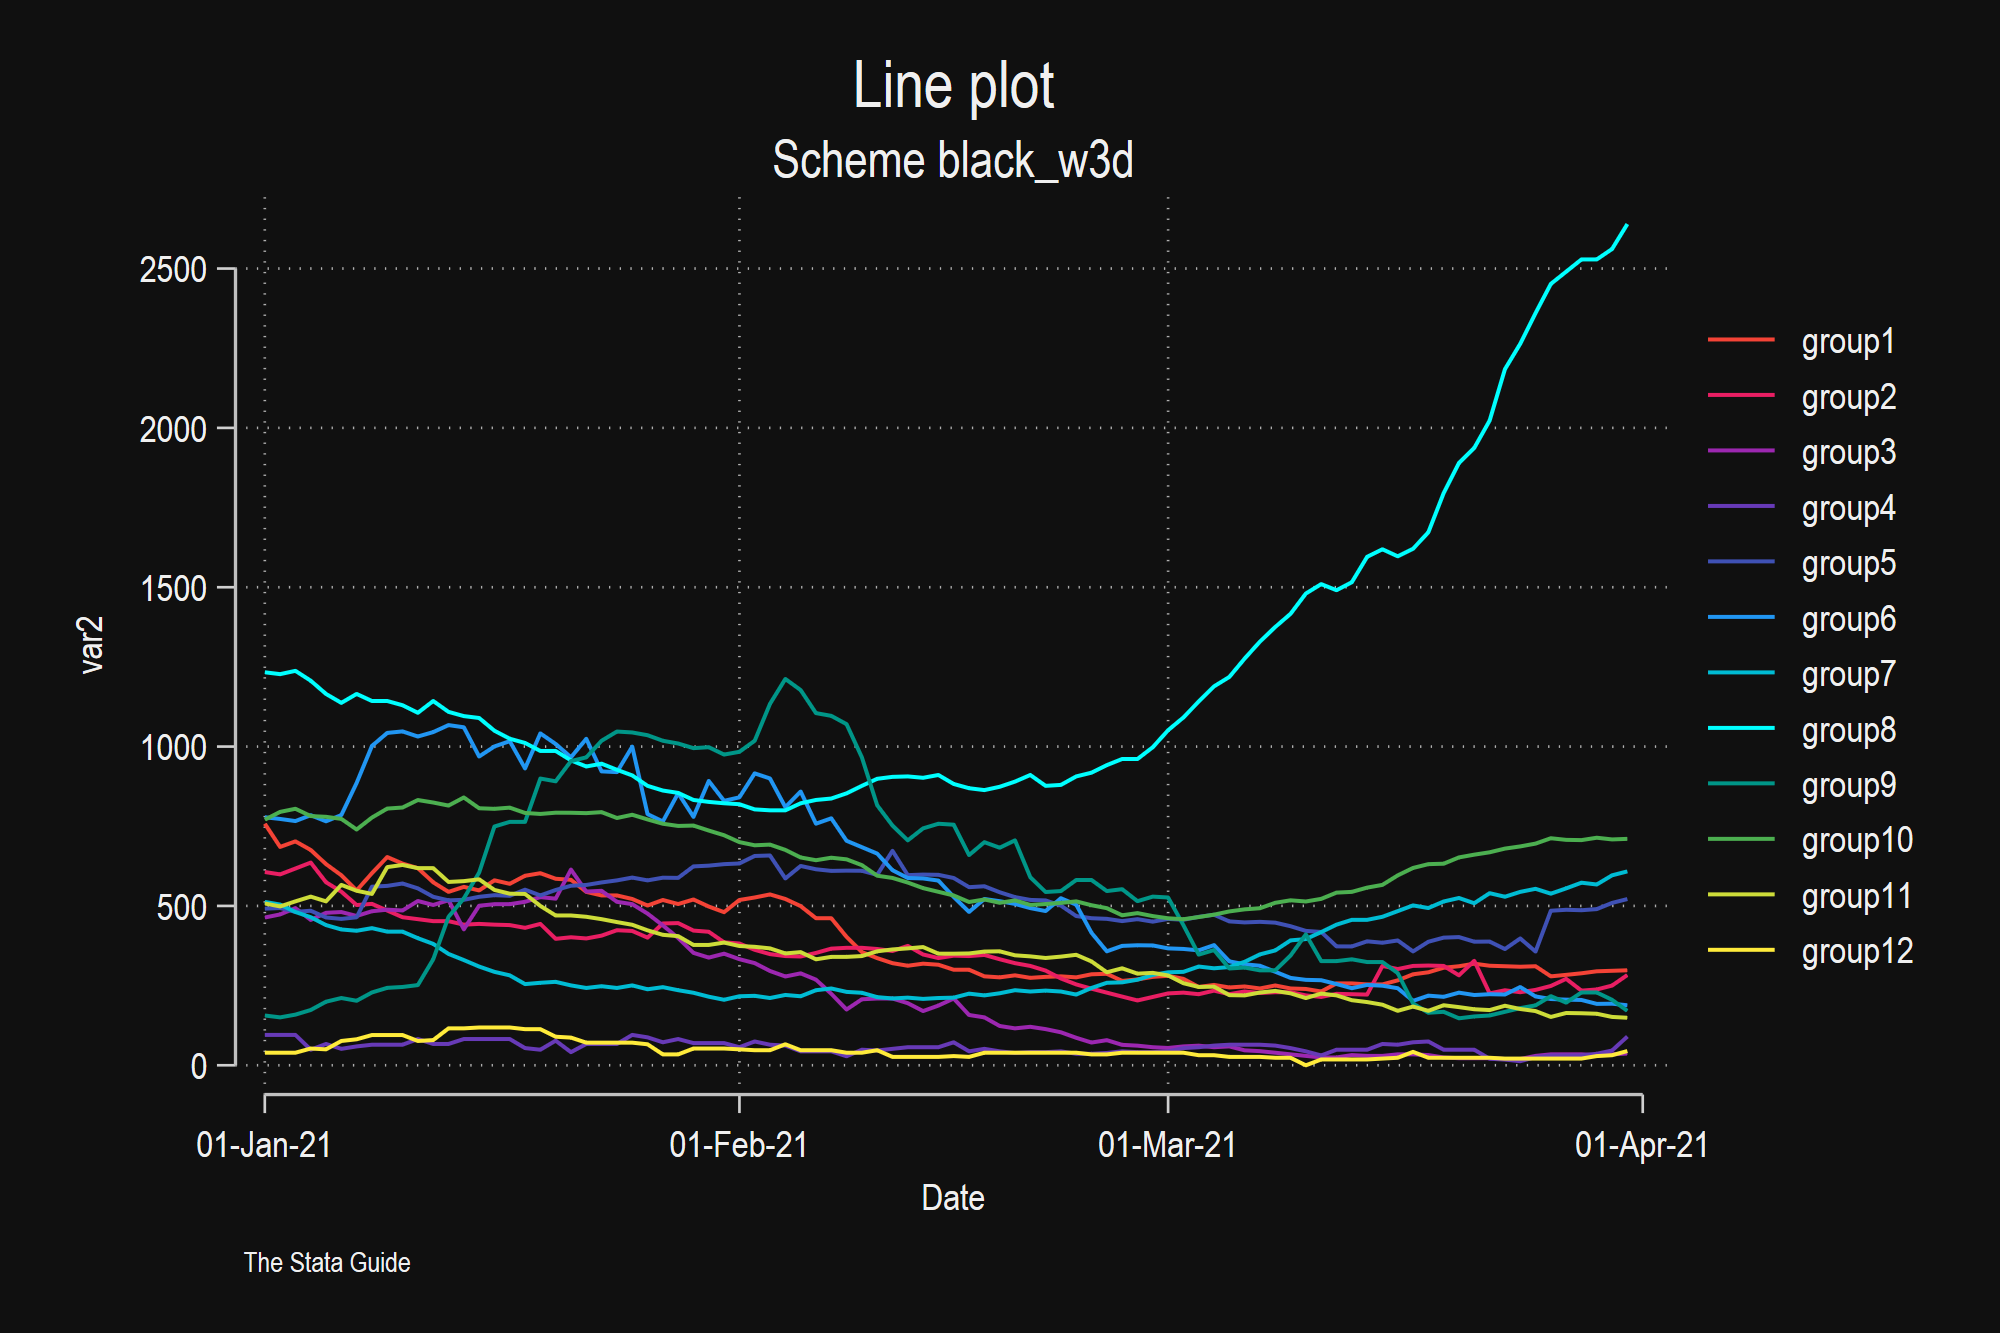 Line plot
Scheme black_w3d
2500
2000
1500
1000
500
0
var2
01-Jan-21
01-Feb-21
01-Mar-21
01-Apr-21
Date
group1
group2
group3
group4
group5
group6
group7
group8
group9
group10
group11
group12
The Stata Guide